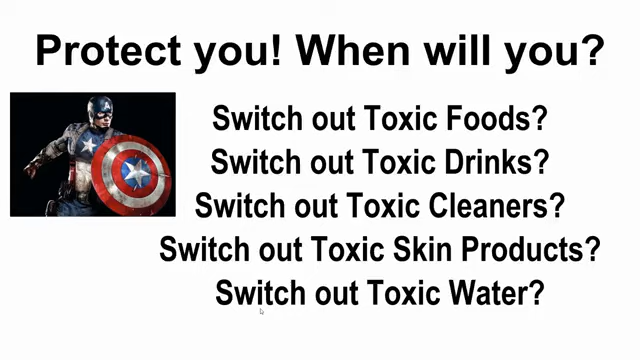 Protect you! When will you?
Switch out Toxic Foods?
Switch out Toxic Drinks?
Switch out Toxic Cleaners?
Switch out Toxic Skin Products?
Switch out Toxic Water?